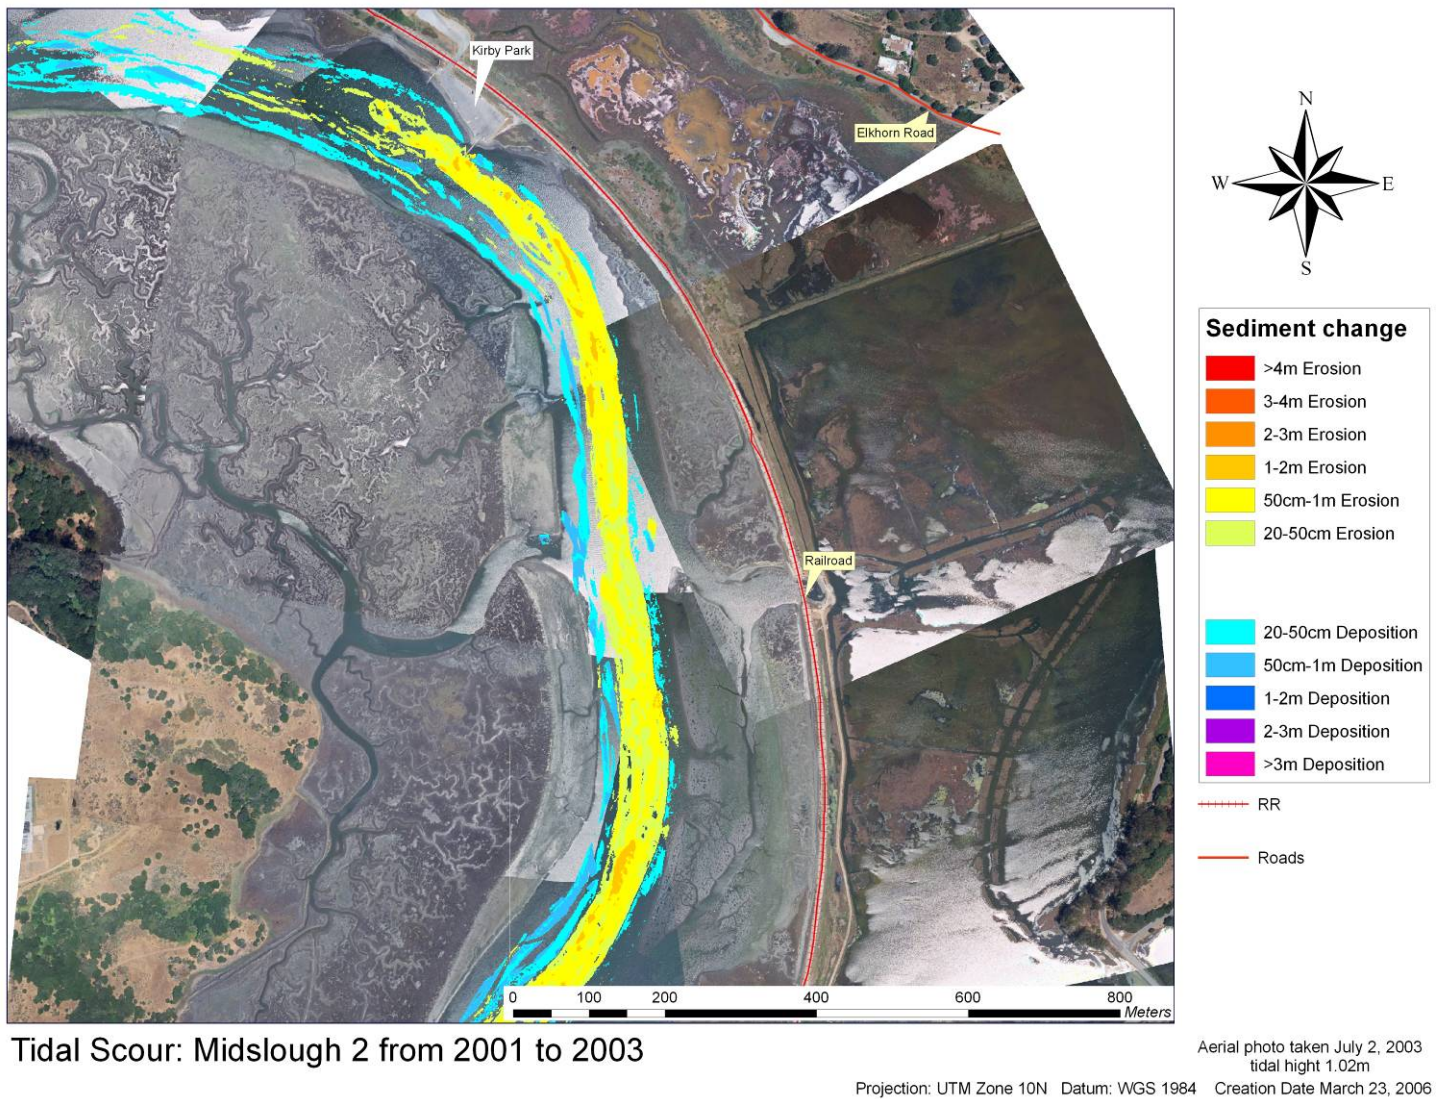 Kirby Park
Elkhorn Road
Railroad
N
W
E
S
Sediment change
>4m Erosion
3-4m Erosion
2-3m Erosion
1-2m Erosion
50cm-1m Erosion
20-50cm Erosion
20-50cm Deposition
50cm-1m Deposition
1-2m Deposition
2-3m Deposition
>3m Deposition
RR
Roads
0 100 200 400 600 800
Meters
Tidal Scour: Midslough 2 from 2001 to 2003
Aerial photo taken July 2, 2003
tidal hight 1.02m
Projection: UTM Zone 10N Datum: WGS 1984 Creation Date March 23, 2006